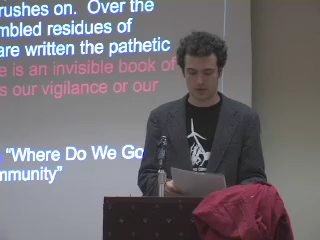 rushes on. Over the
mbled residues of
are written the pathetic
e is an invisible book of
s our vigilance or our
"Where Do We Go
mmunity"